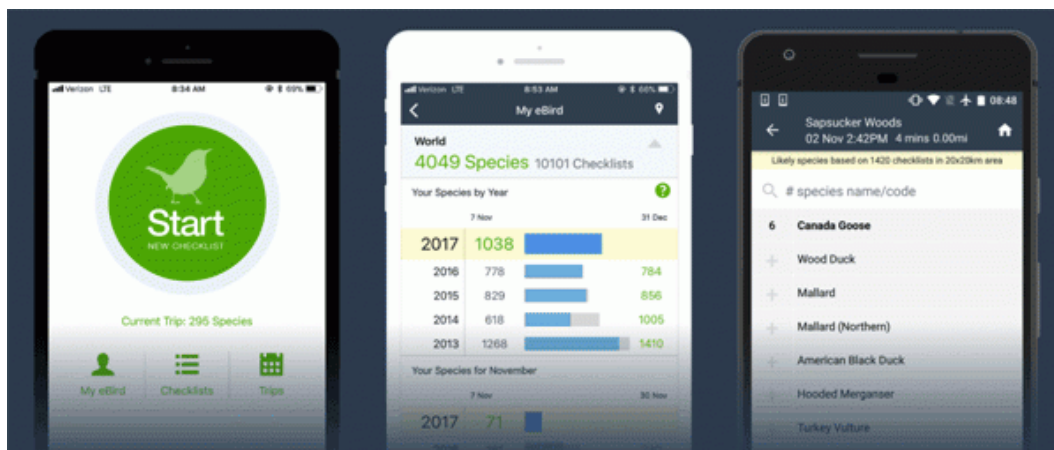 Verizon LTE 8:34 AM 69%
Start
NEW CHECKLIST
Current Trip: 295 Species
My eBird Checklists Trips
Verizon LTE 8:53 AM 66%
My eBird
World
4049 Species 10101 Checklists
Your Species by Year ?
7 Nov 31 Dec
2017 1038
2016 778 784
2015 829 856
2014 618 1005
2013 1268 1410
Your Species for November
7 Nov 30 Nov
2017 71
08:48
Sapsucker Woods
02 Nov 2:42PM 4 mins 0.00mi
Likely species based on 1420 checklists in 20x20km area
# species name/code
6 Canada Goose
+ Wood Duck
+ Mallard
+ Mallard (Northern)
+ American Black Duck
Hooded Merganser
Turkey Vulture